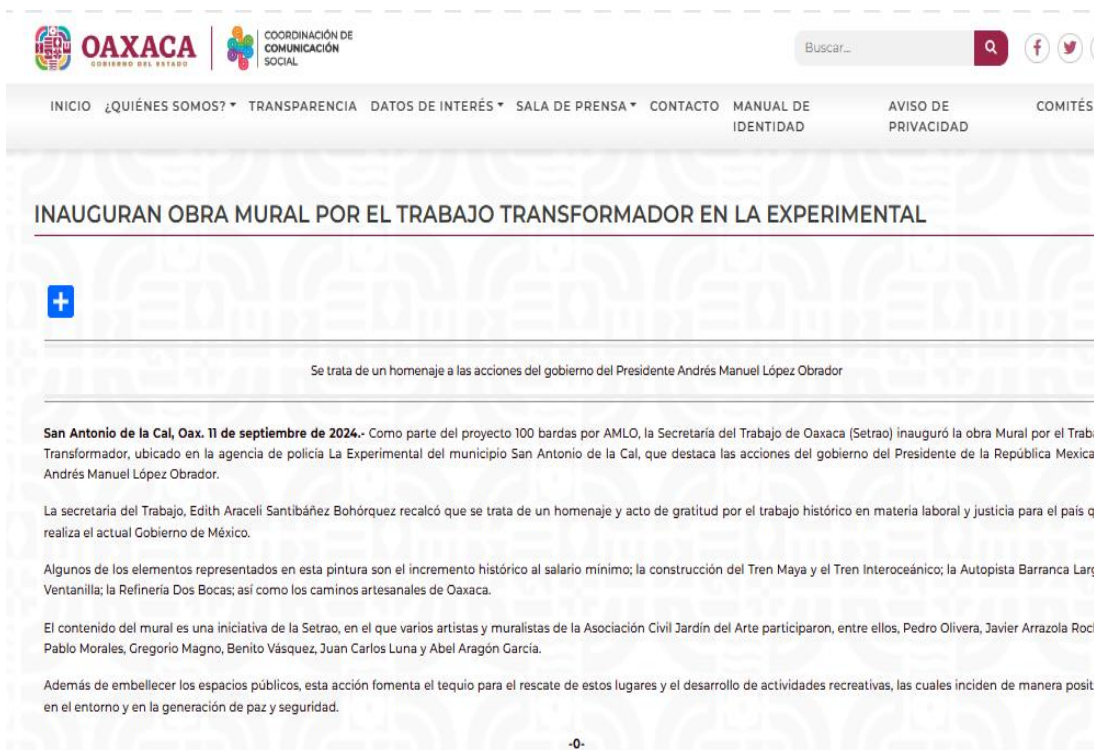 OAXACA
GOBIERNO DEL ESTADO
COORDINACIÓN DE
COMUNICACIÓN
SOCIAL
Buscar...
INICIO ¿QUIÉNES SOMOS? TRANSPARENCIA DATOS DE INTERÉS SALA DE PRENSA CONTACTO MANUAL DE IDENTIDAD AVISO DE PRIVACIDAD COMITÉS
INAUGURAN OBRA MURAL POR EL TRABAJO TRANSFORMADOR EN LA EXPERIMENTAL
Se trata de un homenaje a las acciones del gobierno del Presidente Andrés Manuel López Obrador
San Antonio de la Cal, Oax. 11 de septiembre de 2024.- Como parte del proyecto 100 bardas por AMLO, la Secretaría del Trabajo de Oaxaca (Setrao) inauguró la obra Mural por el Traba
Transformador, ubicado en la agencia de policía La Experimental del municipio San Antonio de la Cal, que destaca las acciones del gobierno del Presidente de la República Mexica
Andrés Manuel López Obrador.
La secretaria del Trabajo, Edith Araceli Santibáñez Bohórquez recalcó que se trata de un homenaje y acto de gratitud por el trabajo histórico en materia laboral y justicia para el país q
realiza el actual Gobierno de México.
Algunos de los elementos representados en esta pintura son el incremento histórico al salario mínimo; la construcción del Tren Maya y el Tren Interoceánico; la Autopista Barranca Larg
Ventanilla; la Refinería Dos Bocas; así como los caminos artesanales de Oaxaca.
El contenido del mural es una iniciativa de la Setrao, en el que varios artistas y muralistas de la Asociación Civil Jardín del Arte participaron, entre ellos, Pedro Olivera, Javier Arrazola Roc
Pablo Morales, Gregorio Magno, Benito Vásquez, Juan Carlos Luna y Abel Aragón García.
Además de embellecer los espacios públicos, esta acción fomenta el tequio para el rescate de estos lugares y el desarrollo de actividades recreativas, las cuales inciden de manera posit
en el entorno y en la generación de paz y seguridad.
-0-